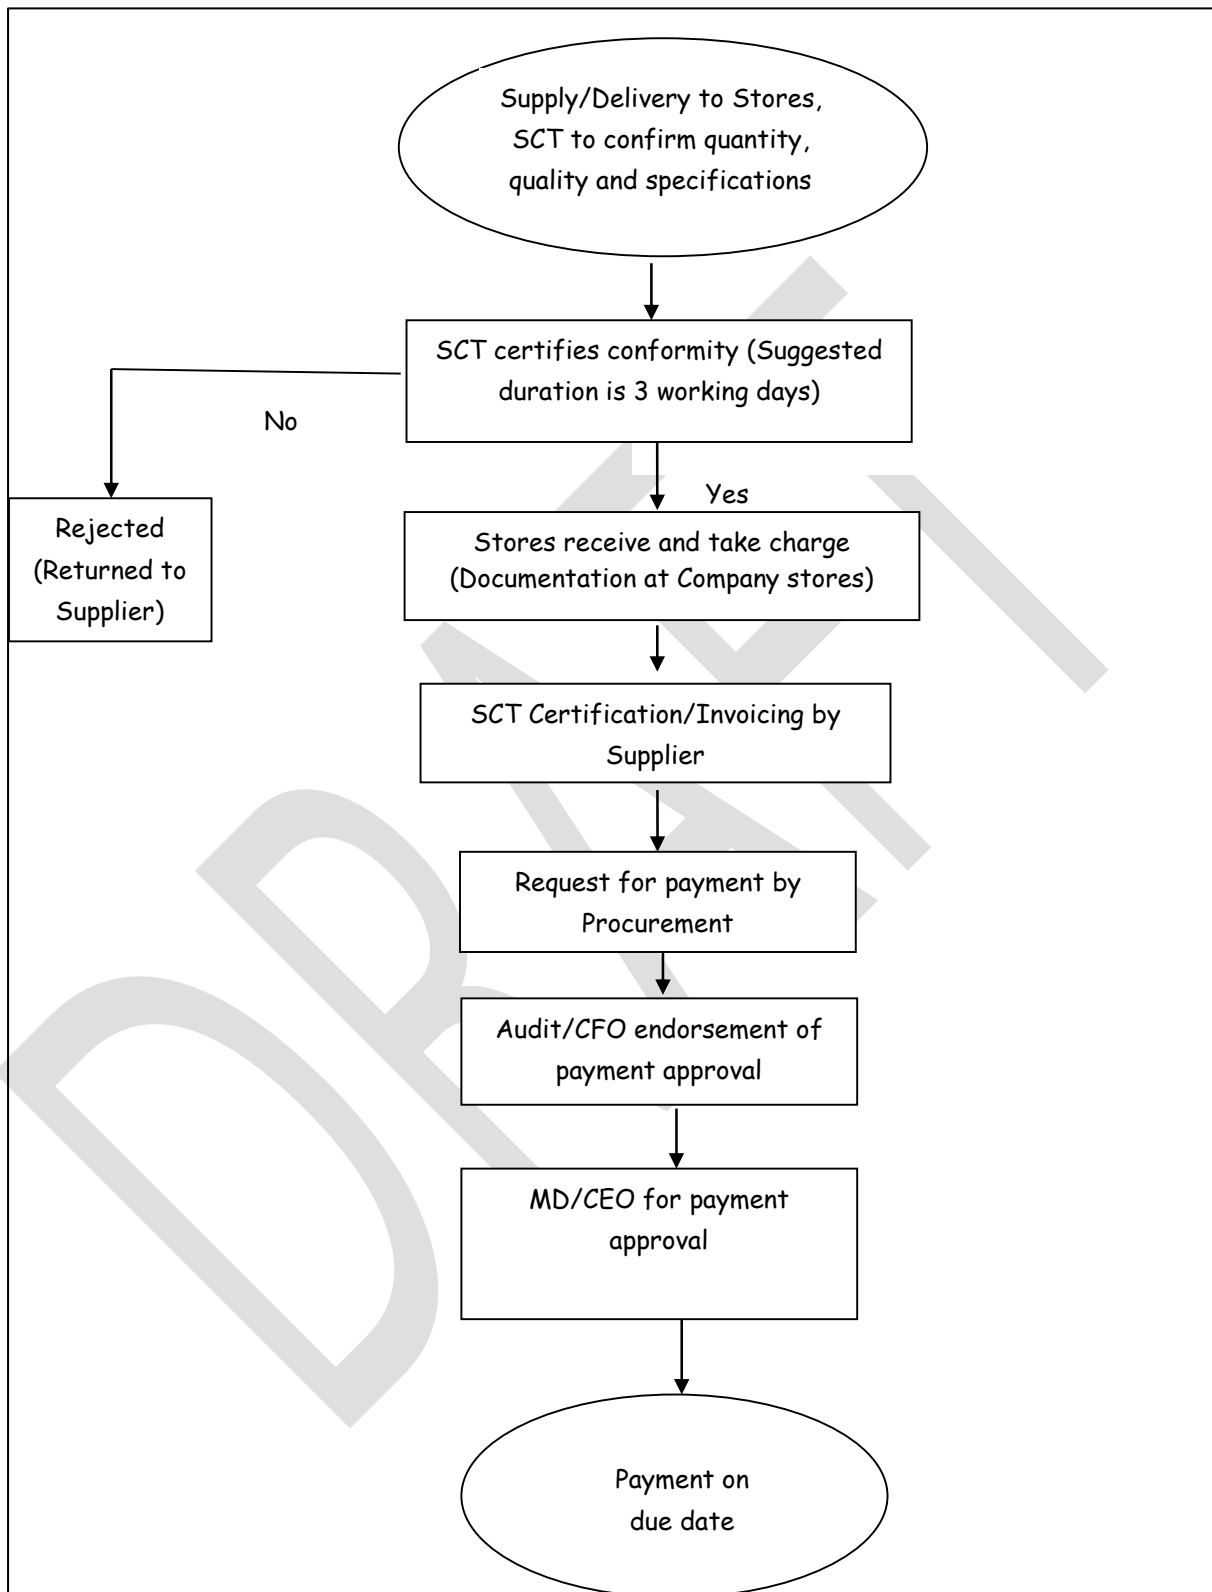 Supply/Delivery to Stores,
SCT to confirm quantity,
quality and specifications
SCT certifies conformity (Suggested
duration is 3 working days)
No
Yes
Rejected
(Returned to
Supplier)
Stores receive and take charge
(Documentation at Company stores)
SCT Certification/Invoicing by
Supplier
Request for payment by
Procurement
Audit/CFO endorsement of
payment approval
MD/CEO for payment
approval
Payment on
due date
DRAFT